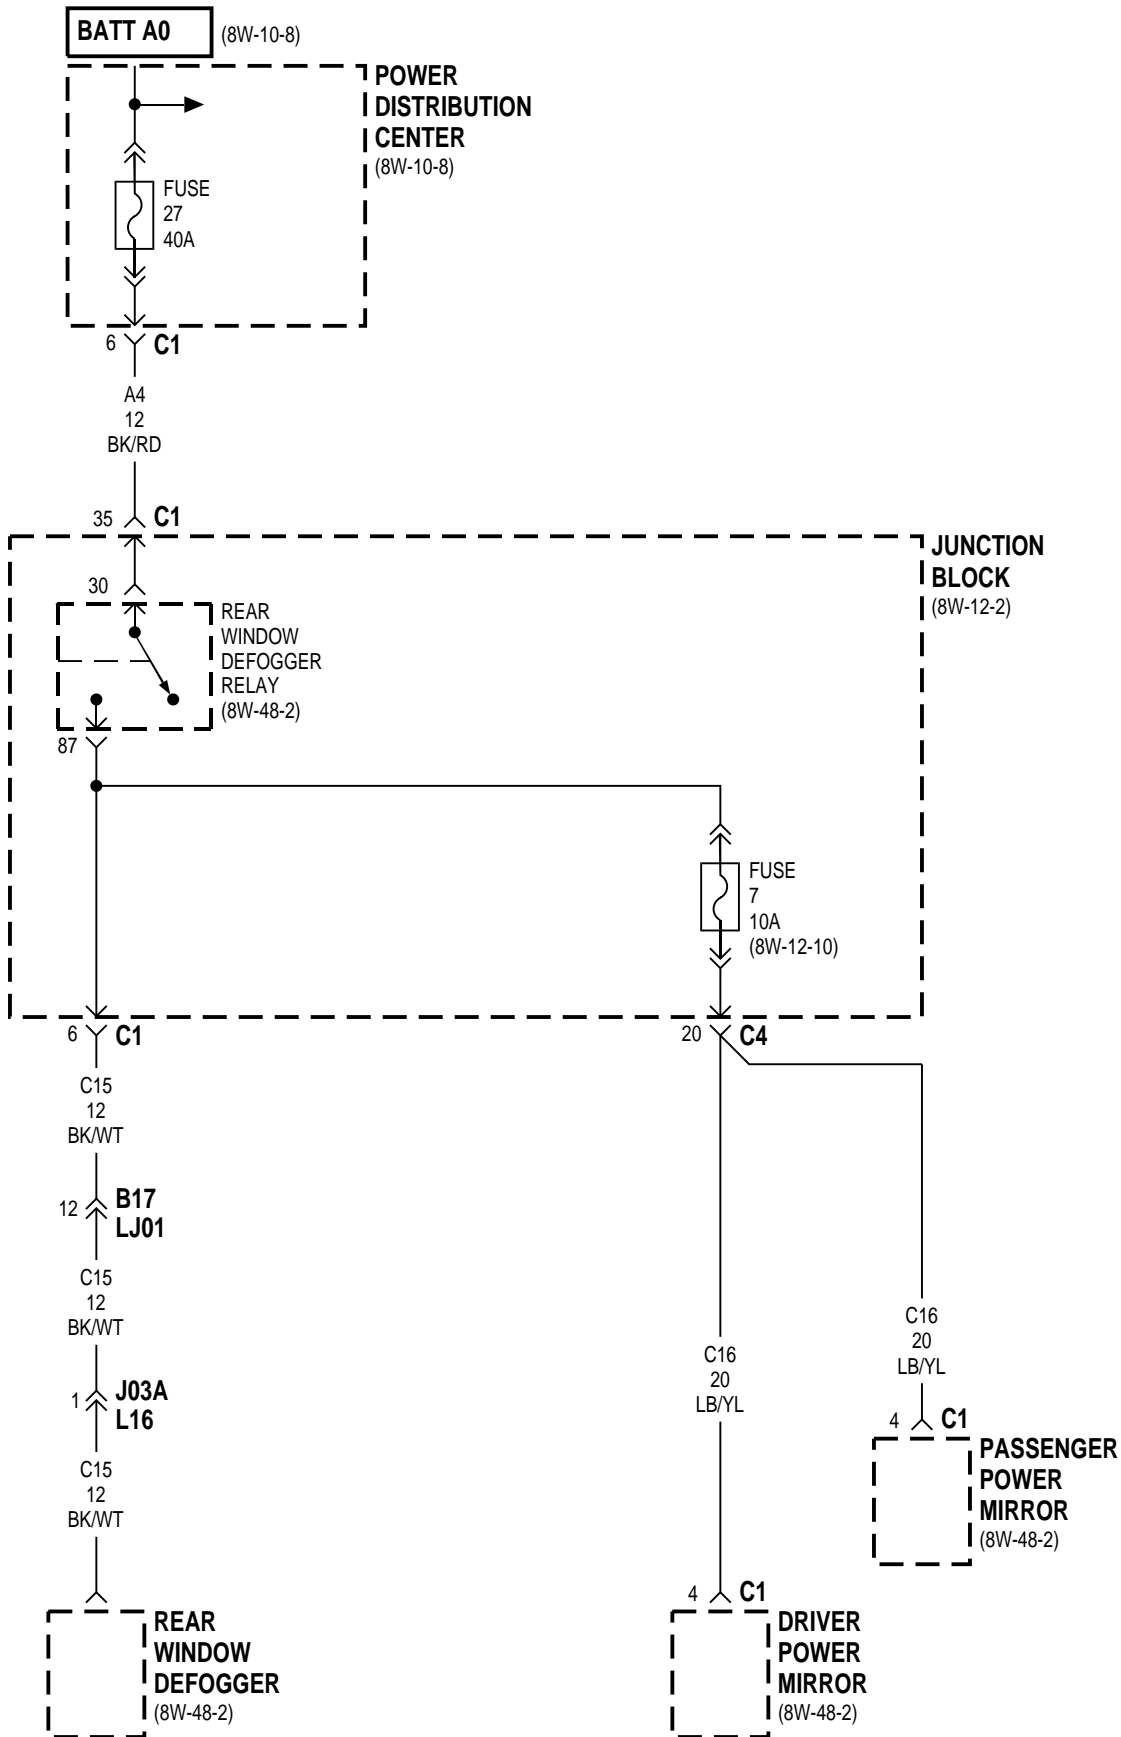 BATT A0
(8W-10-8)
POWER
DISTRIBUTION
CENTER
(8W-10-8)
FUSE
27
40A
6
C1
A4
12
BK/RD
35
C1
JUNCTION
BLOCK
(8W-12-2)
30
REAR
WINDOW
DEFOGGER
RELAY
(8W-48-2)
87
FUSE
7
10A
(8W-12-10)
6
C1
20
C4
C15
12
BK/WT
12
B17
LJ01
C15
12
BK/WT
C16
20
LB/YL
C16
20
LB/YL
1
J03A
L16
4
C1
PASSENGER
POWER
MIRROR
(8W-48-2)
C15
12
BK/WT
4
C1
REAR
WINDOW
DEFOGGER
(8W-48-2)
DRIVER
POWER
MIRROR
(8W-48-2)